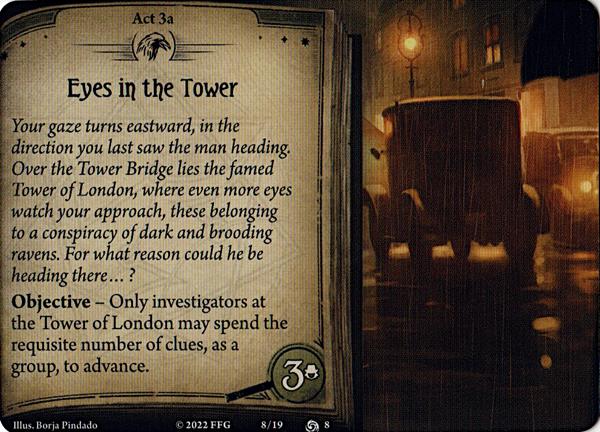 Act 3a
Eyes in the Tower
Your gaze turns eastward, in the
direction you last saw the man heading.
Over the Tower Bridge lies the famed
Tower of London, where even more eyes
watch your approach, these belonging
to a conspiracy of dark and brooding
ravens. For what reason could he be
heading there… ?
Objective – Only investigators at
the Tower of London may spend the
requisite number of clues, as a
group, to advance.
3
Illus. Borja Pindado © 2022 FFG 8/19 8